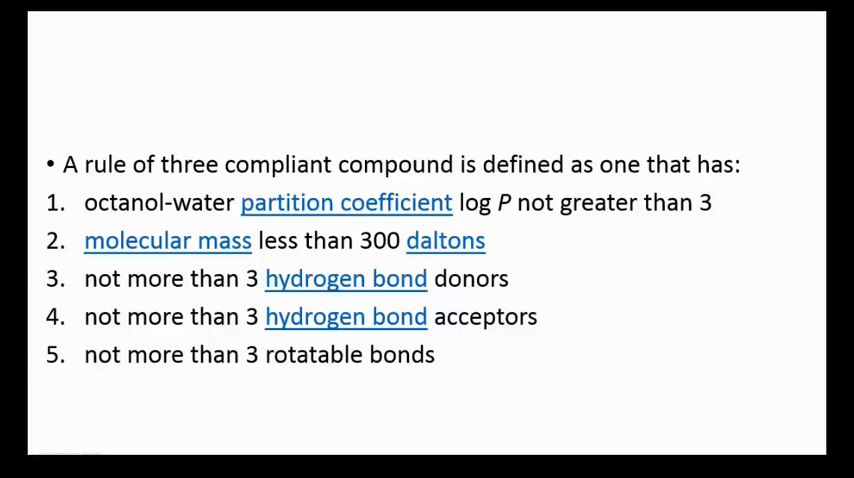 • A rule of three compliant compound is defined as one that has:
1. octanol-water partition coefficient log P not greater than 3
2. molecular mass less than 300 daltons
3. not more than 3 hydrogen bond donors
4. not more than 3 hydrogen bond acceptors
5. not more than 3 rotatable bonds